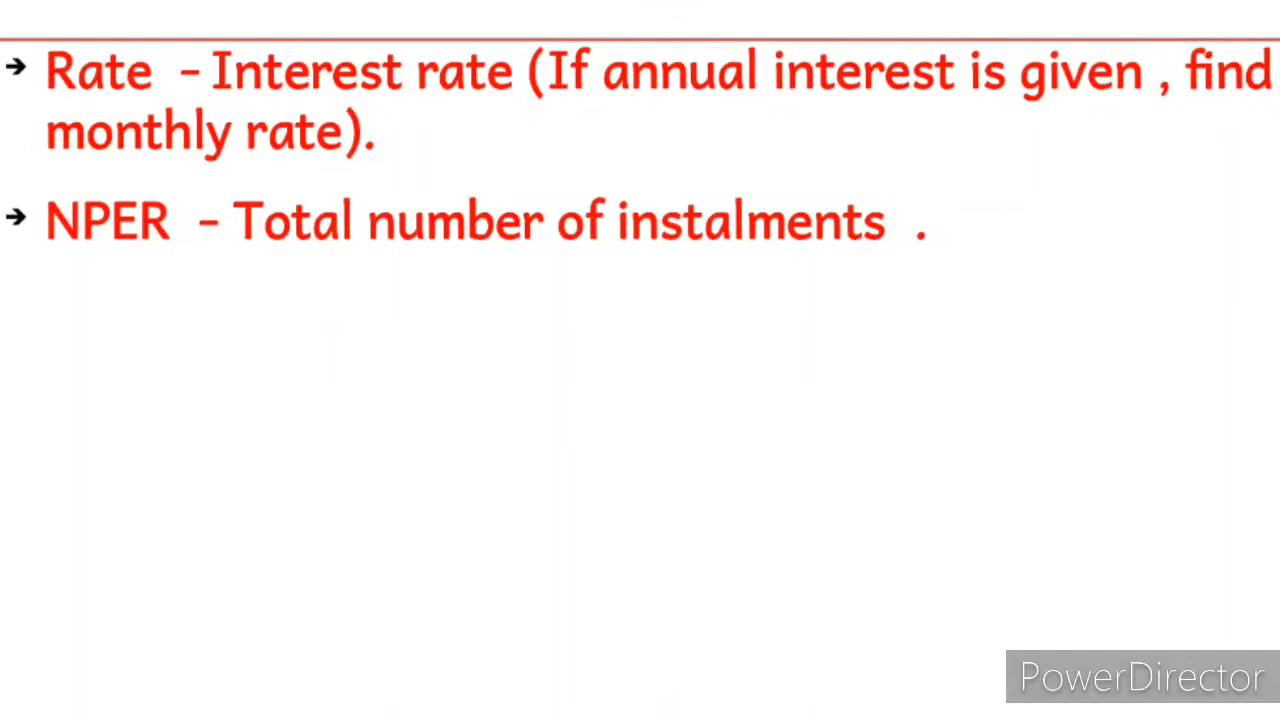 → Rate - Interest rate (If annual interest is given , find
monthly rate).
→ NPER - Total number of instalments .
PowerDirector